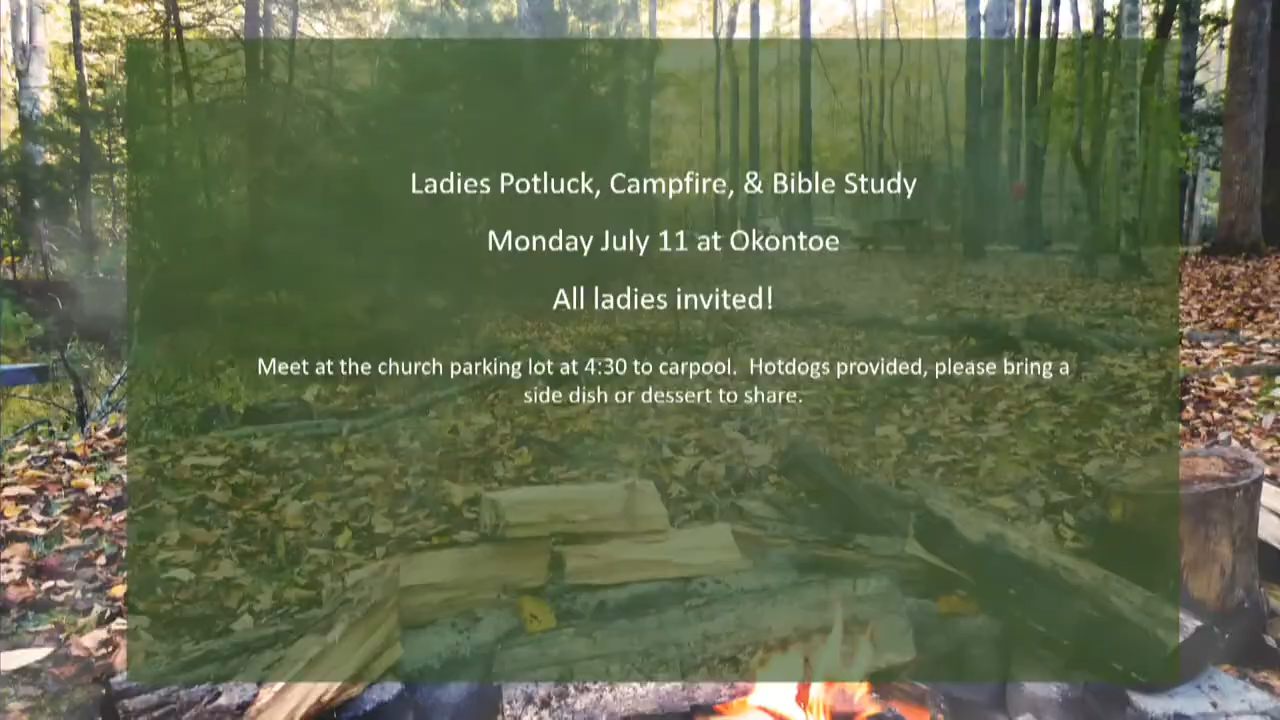 Ladies Potluck, Campfire, & Bible Study
Monday July 11 at Okontoe
All ladies invited!
Meet at the church parking lot at 4:30 to carpool.  Hotdogs provided, please bring a
side dish or dessert to share.